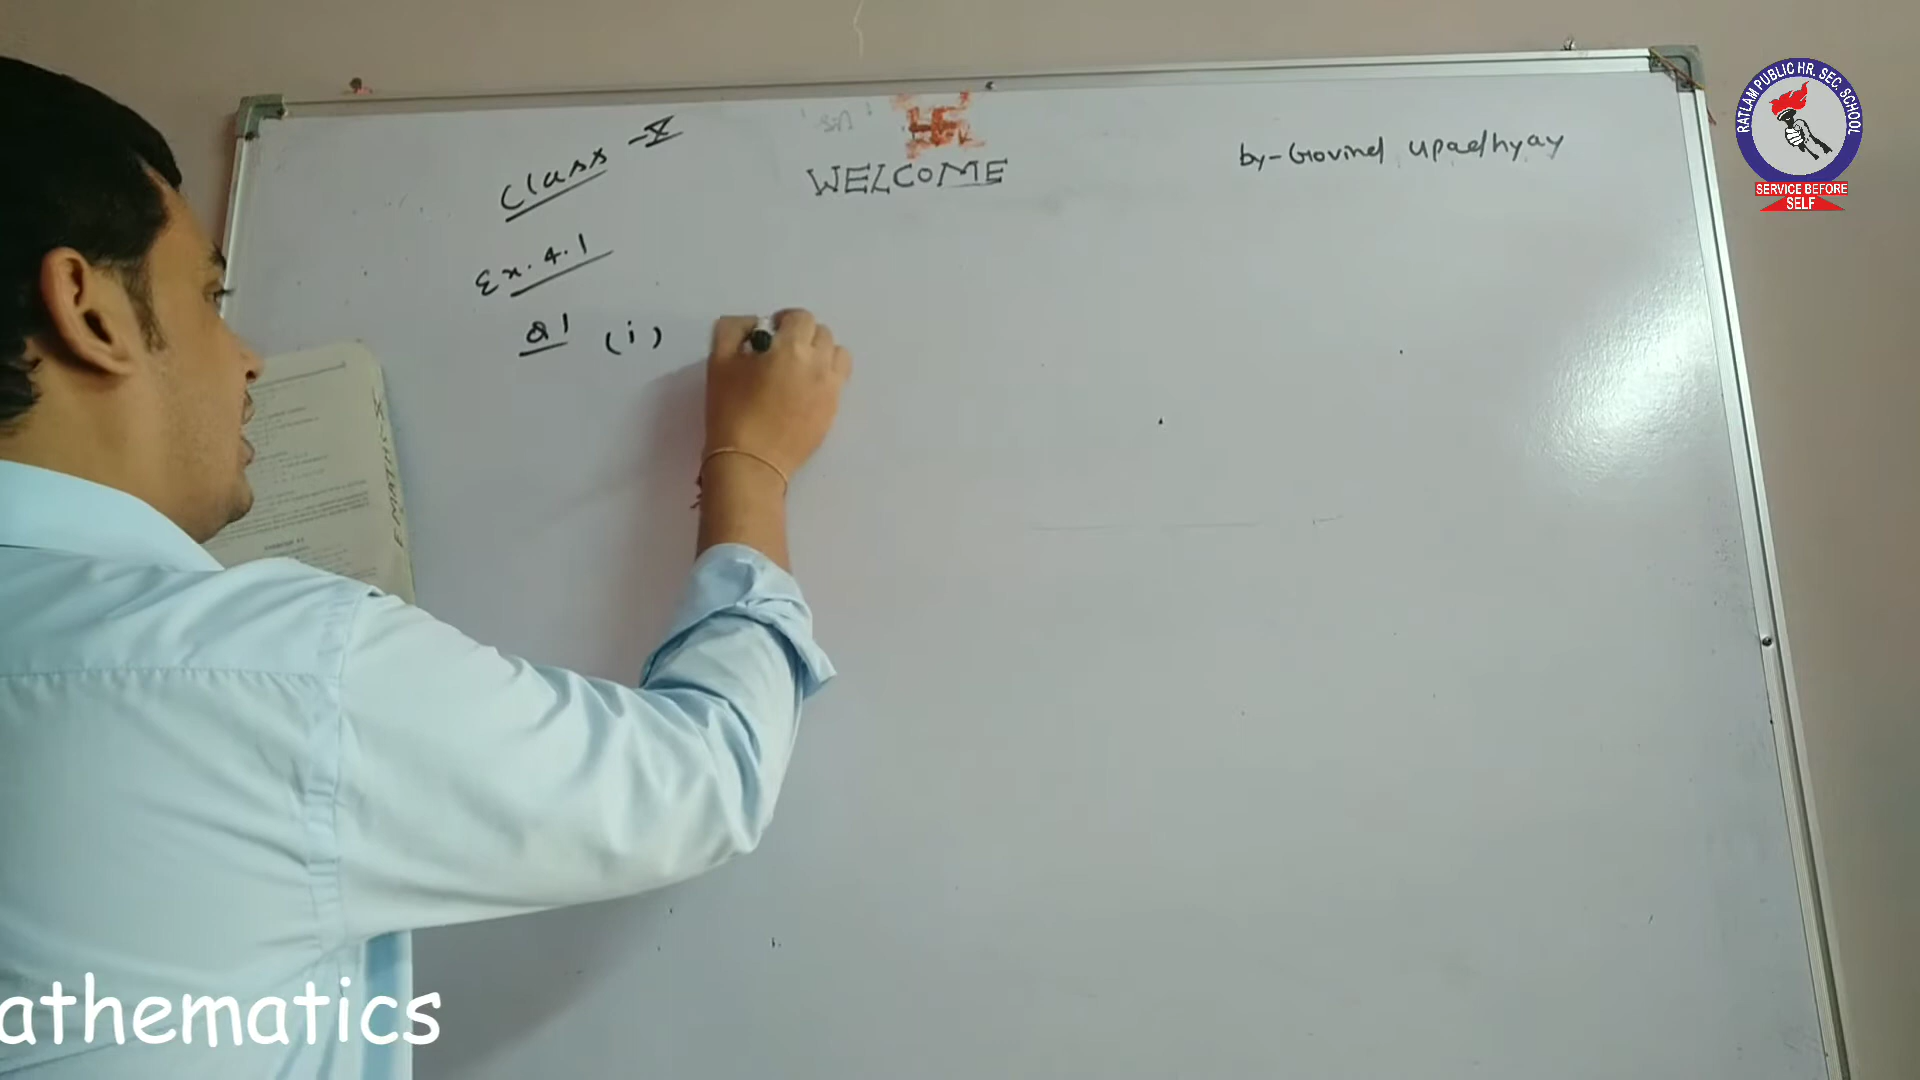 Class - X
WELCOME
by - Govind Upadhyay
Ex. 4.1
Q1 (i)
RATLAM PUBLIC HR. SEC. SCHOOL
SERVICE BEFORE
SELF
athematics